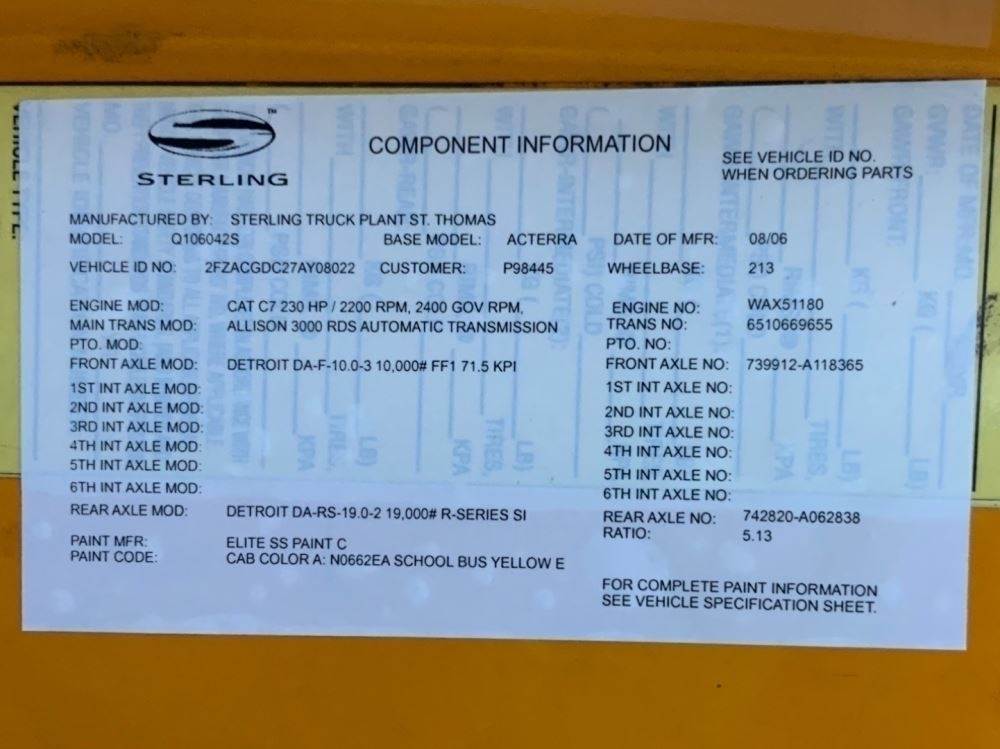 STERLING
™
COMPONENT INFORMATION
SEE VEHICLE ID NO.
WHEN ORDERING PARTS
MANUFACTURED BY: STERLING TRUCK PLANT ST. THOMAS
MODEL: Q106042S BASE MODEL: ACTERRA DATE OF MFR: 08/06
VEHICLE ID NO: 2FZACGDC27AY08022 CUSTOMER: P98445 WHEELBASE: 213
ENGINE MOD: CAT C7 230 HP / 2200 RPM, 2400 GOV RPM, ENGINE NO: WAX51180
MAIN TRANS MOD: ALLISON 3000 RDS AUTOMATIC TRANSMISSION TRANS NO: 6510669655
PTO. MOD: PTO. NO:
FRONT AXLE MOD: DETROIT DA-F-10.0-3 10,000# FF1 71.5 KPI FRONT AXLE NO: 739912-A118365
1ST INT AXLE MOD: 1ST INT AXLE NO:
2ND INT AXLE MOD: 2ND INT AXLE NO:
3RD INT AXLE MOD: 3RD INT AXLE NO:
4TH INT AXLE MOD: 4TH INT AXLE NO:
5TH INT AXLE MOD: 5TH INT AXLE NO:
6TH INT AXLE MOD: 6TH INT AXLE NO:
REAR AXLE MOD: DETROIT DA-RS-19.0-2 19,000# R-SERIES SI REAR AXLE NO: 742820-A062838
RATIO: 5.13
PAINT MFR: ELITE SS PAINT C
PAINT CODE: CAB COLOR A: N0662EA SCHOOL BUS YELLOW E
FOR COMPLETE PAINT INFORMATION
SEE VEHICLE SPECIFICATION SHEET.